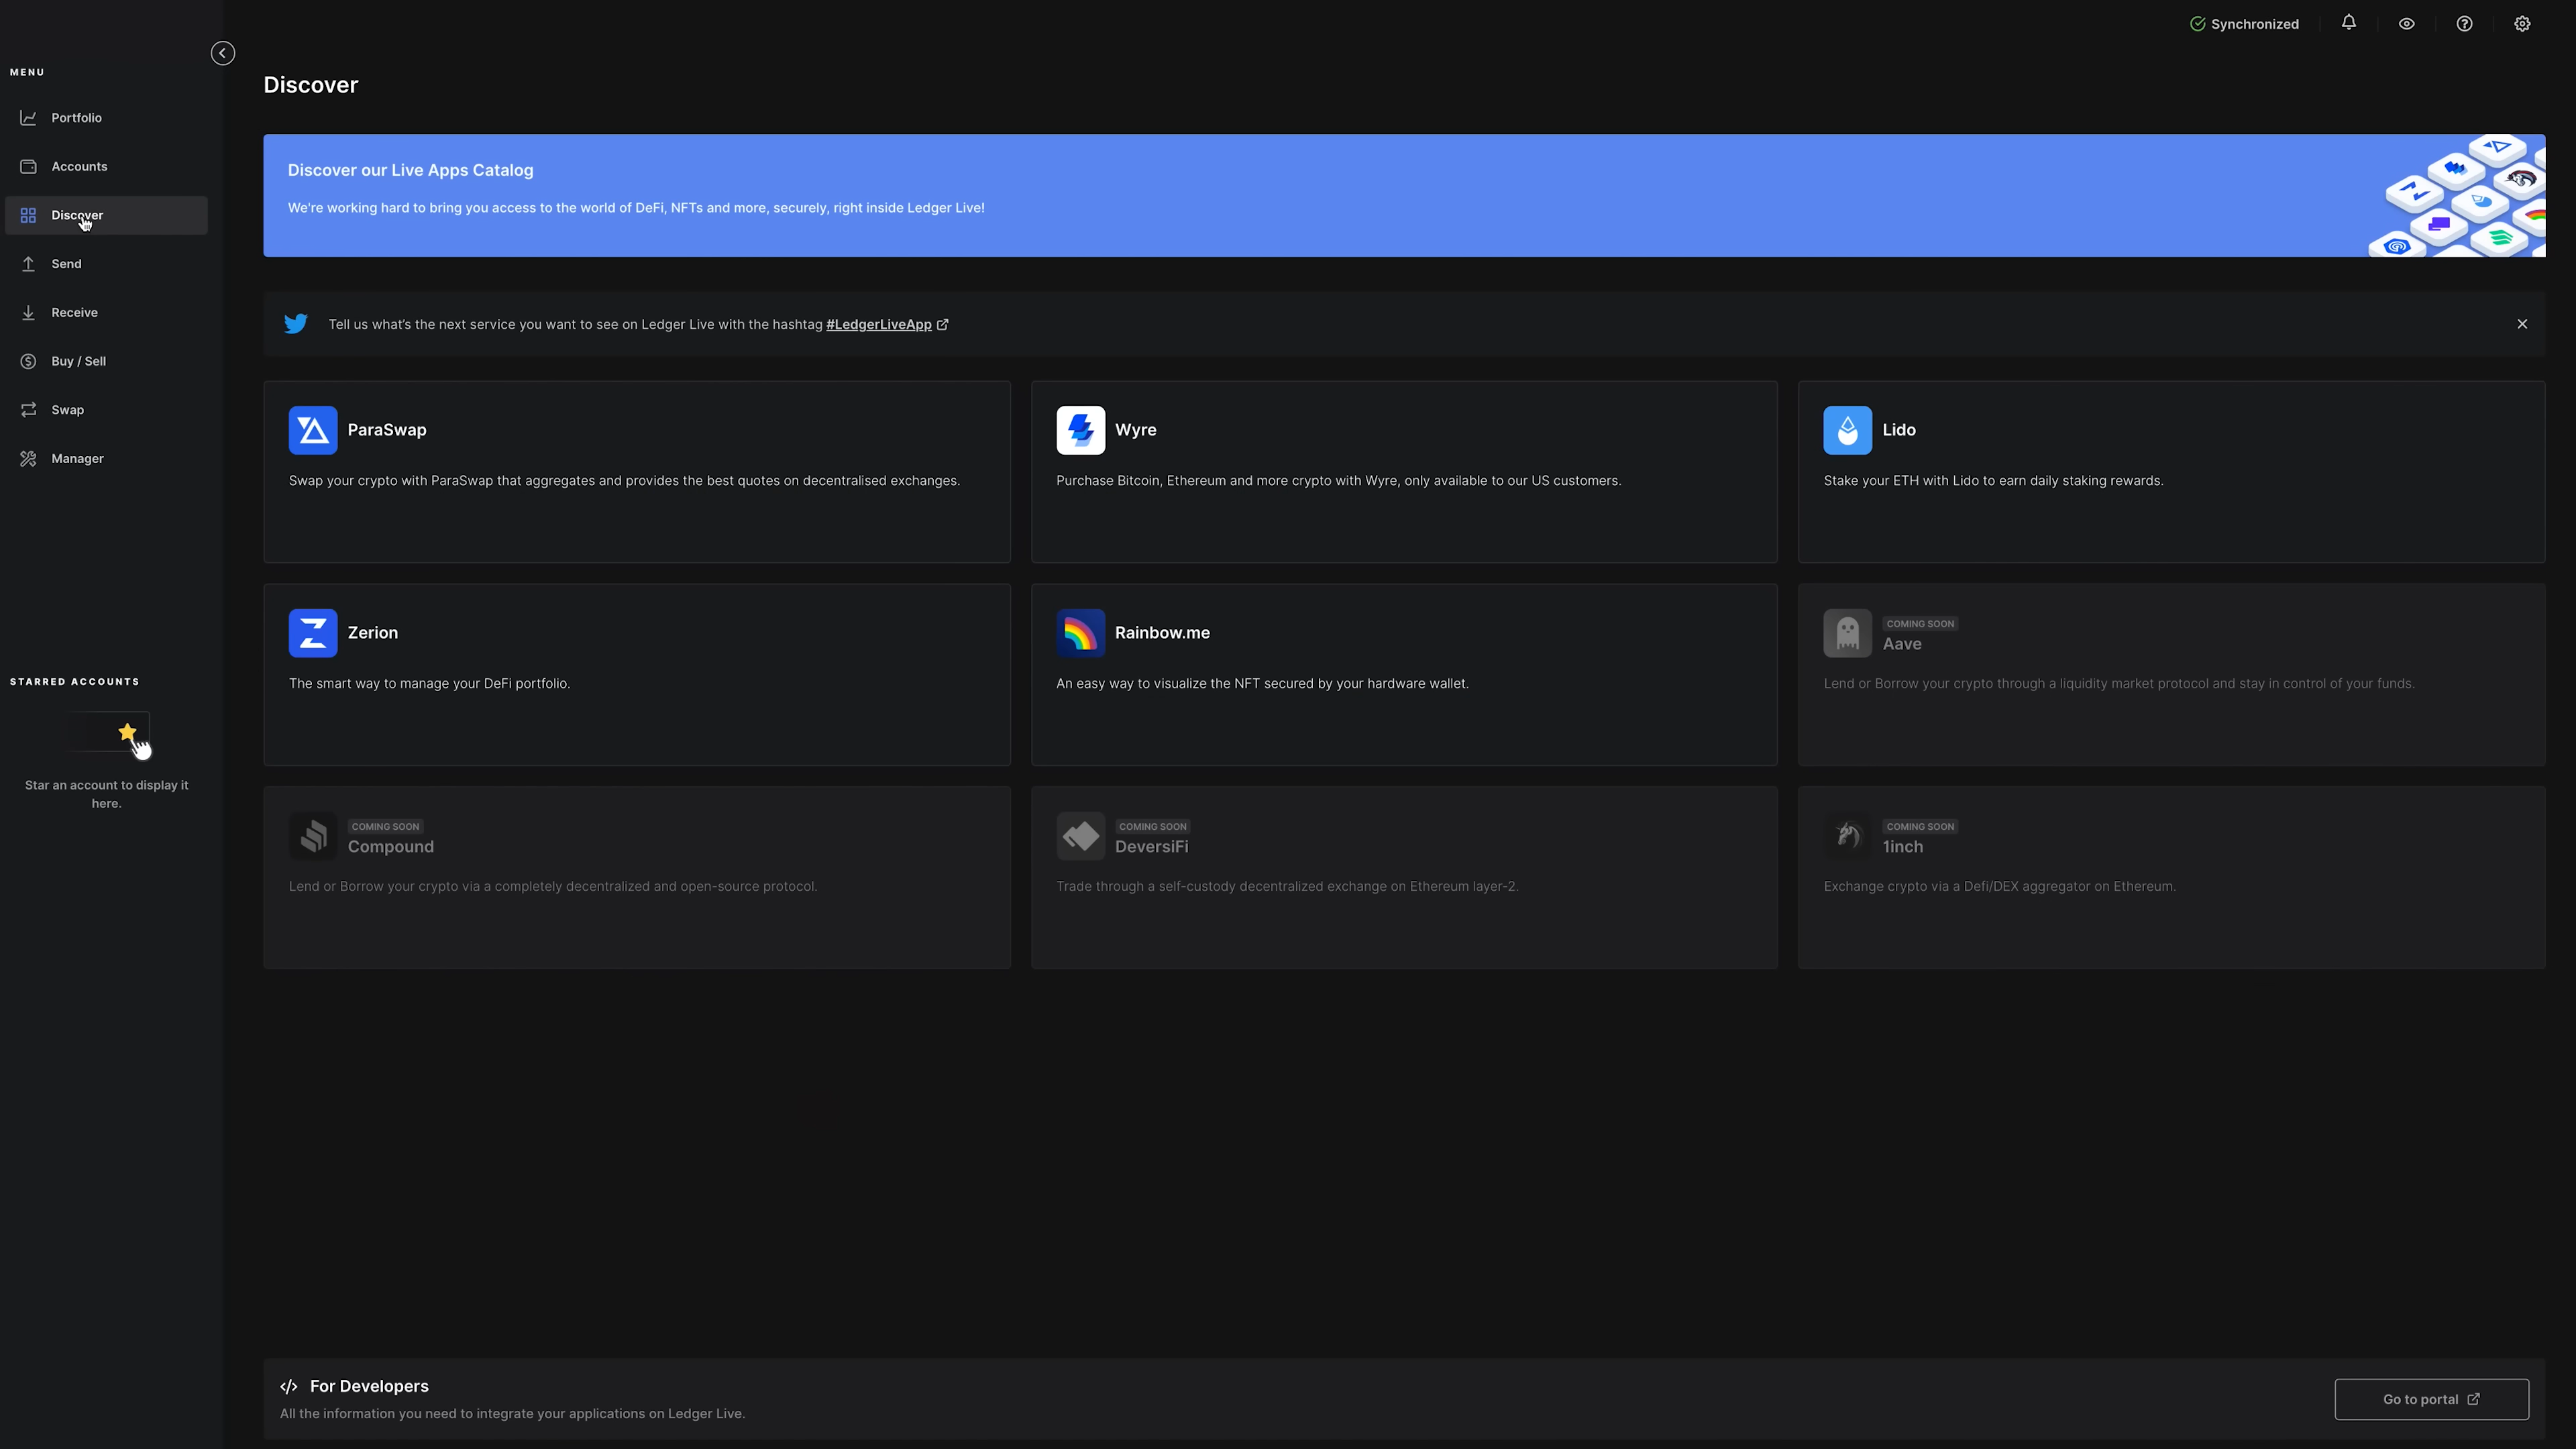 Synchronized
MENU
Portfolio
Accounts
Discover
Send
Receive
Buy / Sell
Swap
Manager
STARRED ACCOUNTS
Star an account to display it
here.
Discover
Discover our Live Apps Catalog
We're working hard to bring you access to the world of DeFi, NFTs and more, securely, right inside Ledger Live!
Tell us what's the next service you want to see on Ledger Live with the hashtag #LedgerLiveApp
ParaSwap
Swap your crypto with ParaSwap that aggregates and provides the best quotes on decentralised exchanges.
Wyre
Purchase Bitcoin, Ethereum and more crypto with Wyre, only available to our US customers.
Lido
Stake your ETH with Lido to earn daily staking rewards.
Zerion
The smart way to manage your DeFi portfolio.
Rainbow.me
An easy way to visualize the NFT secured by your hardware wallet.
COMING SOON
Aave
Lend or Borrow your crypto through a liquidity market protocol and stay in control of your funds.
COMING SOON
Compound
Lend or Borrow your crypto via a completely decentralized and open-source protocol.
COMING SOON
DeversiFi
Trade through a self-custody decentralized exchange on Ethereum layer-2.
COMING SOON
1inch
Exchange crypto via a Defi/DEX aggregator on Ethereum.
For Developers
All the information you need to integrate your applications on Ledger Live.
Go to portal